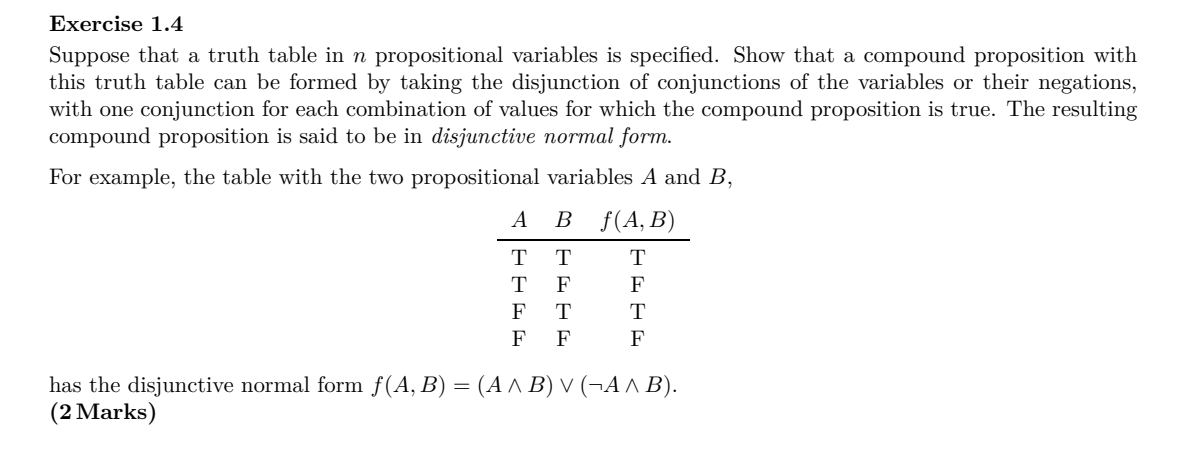 Exercise 1.4
Suppose that a truth table in n propositional variables is specified. Show that a compound proposition with
this truth table can be formed by taking the disjunction of conjunctions of the variables or their negations,
with one conjunction for each combination of values for which the compound proposition is true. The resulting
compound proposition is said to be in disjunctive normal form.
For example, the table with the two propositional variables A and B,
A B f(A, B)
T T T
T F F
F T T
F F F
has the disjunctive normal form f(A, B) = (A ∧ B) ∨ (¬A ∧ B).
(2 Marks)